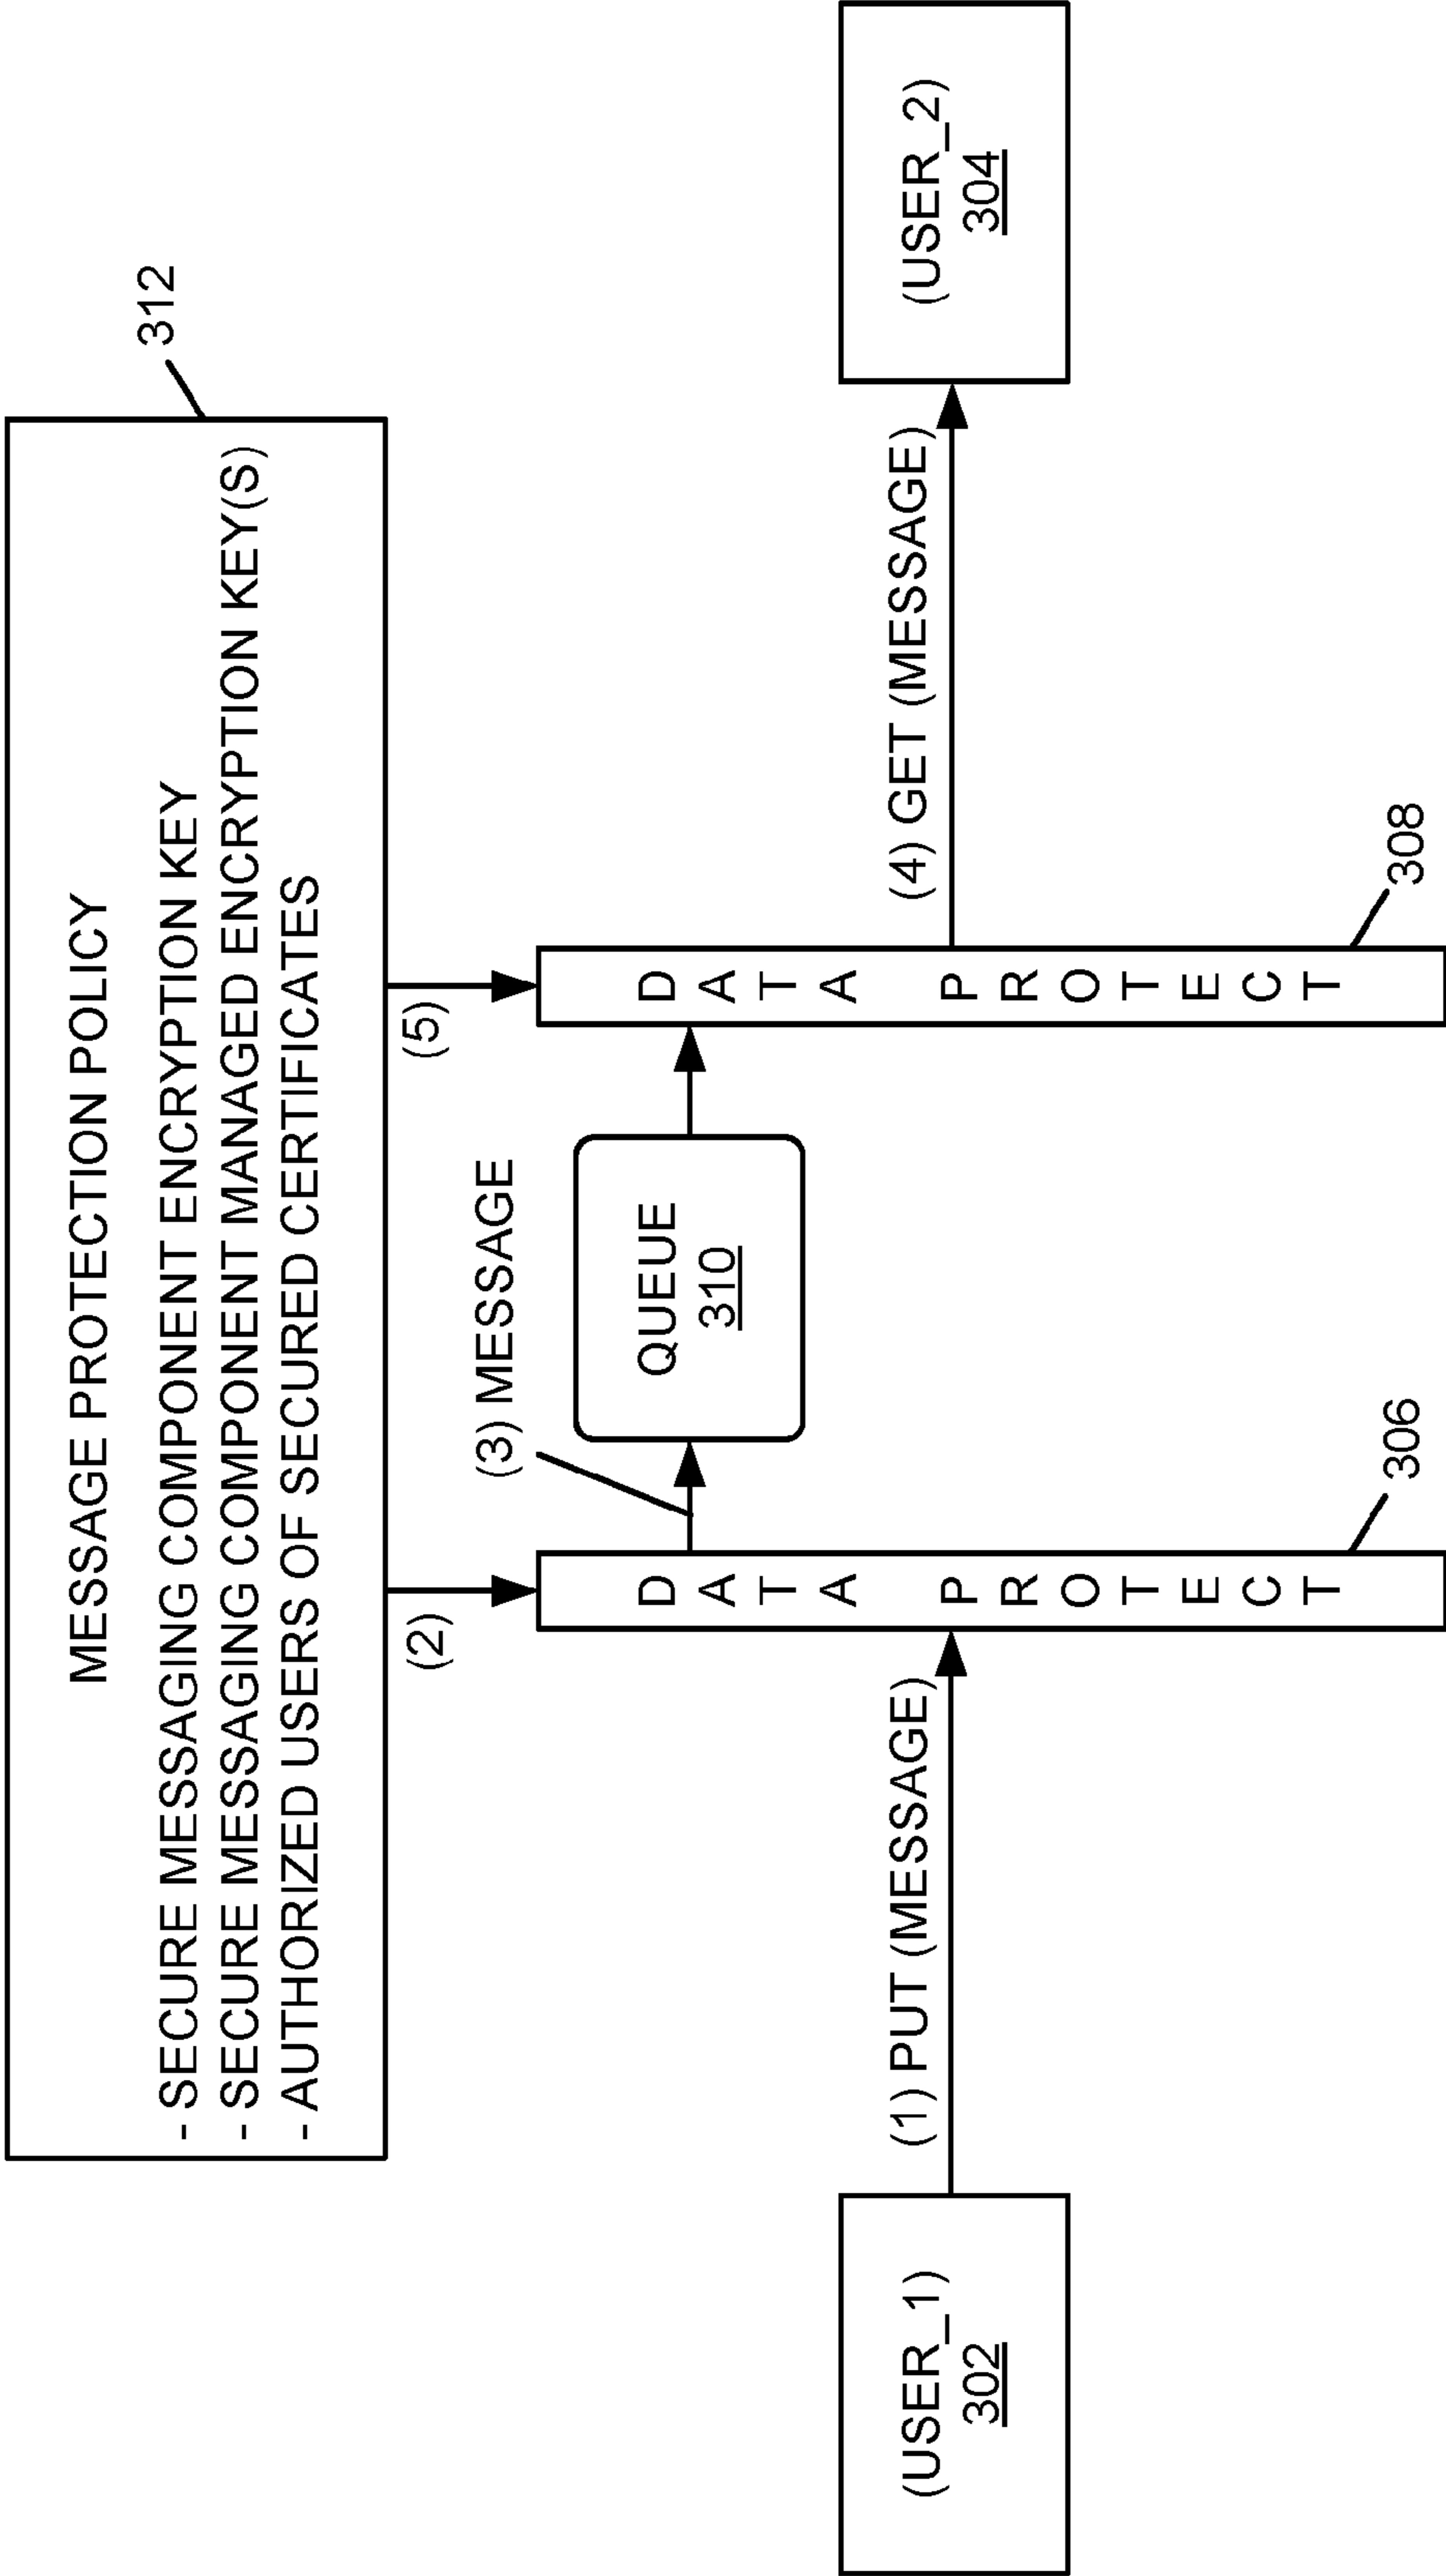 MESSAGE PROTECTION POLICY
- SECURE MESSAGING COMPONENT ENCRYPTION KEY
- SECURE MESSAGING COMPONENT MANAGED ENCRYPTION KEY(S)
- AUTHORIZED USERS OF SECURED CERTIFICATES
312
(2)
(5)
(3) MESSAGE
QUEUE
310
(USER_1)
302
(1) PUT (MESSAGE)
DATA PROTECT
306
DATA PROTECT
308
(4) GET (MESSAGE)
(USER_2)
304